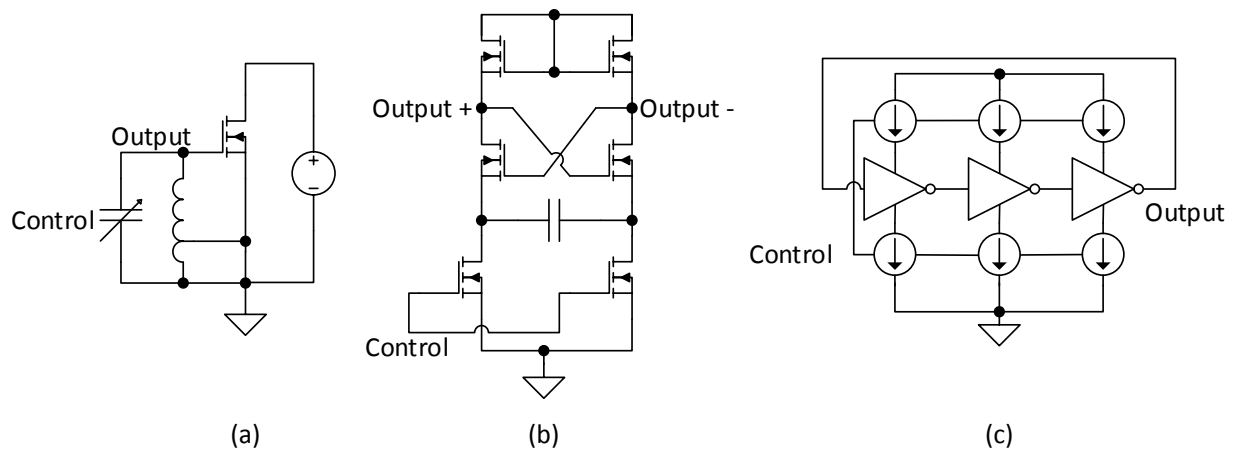 Output
Control
Output +
Output -
Control
Control
Output
(a)
(b)
(c)